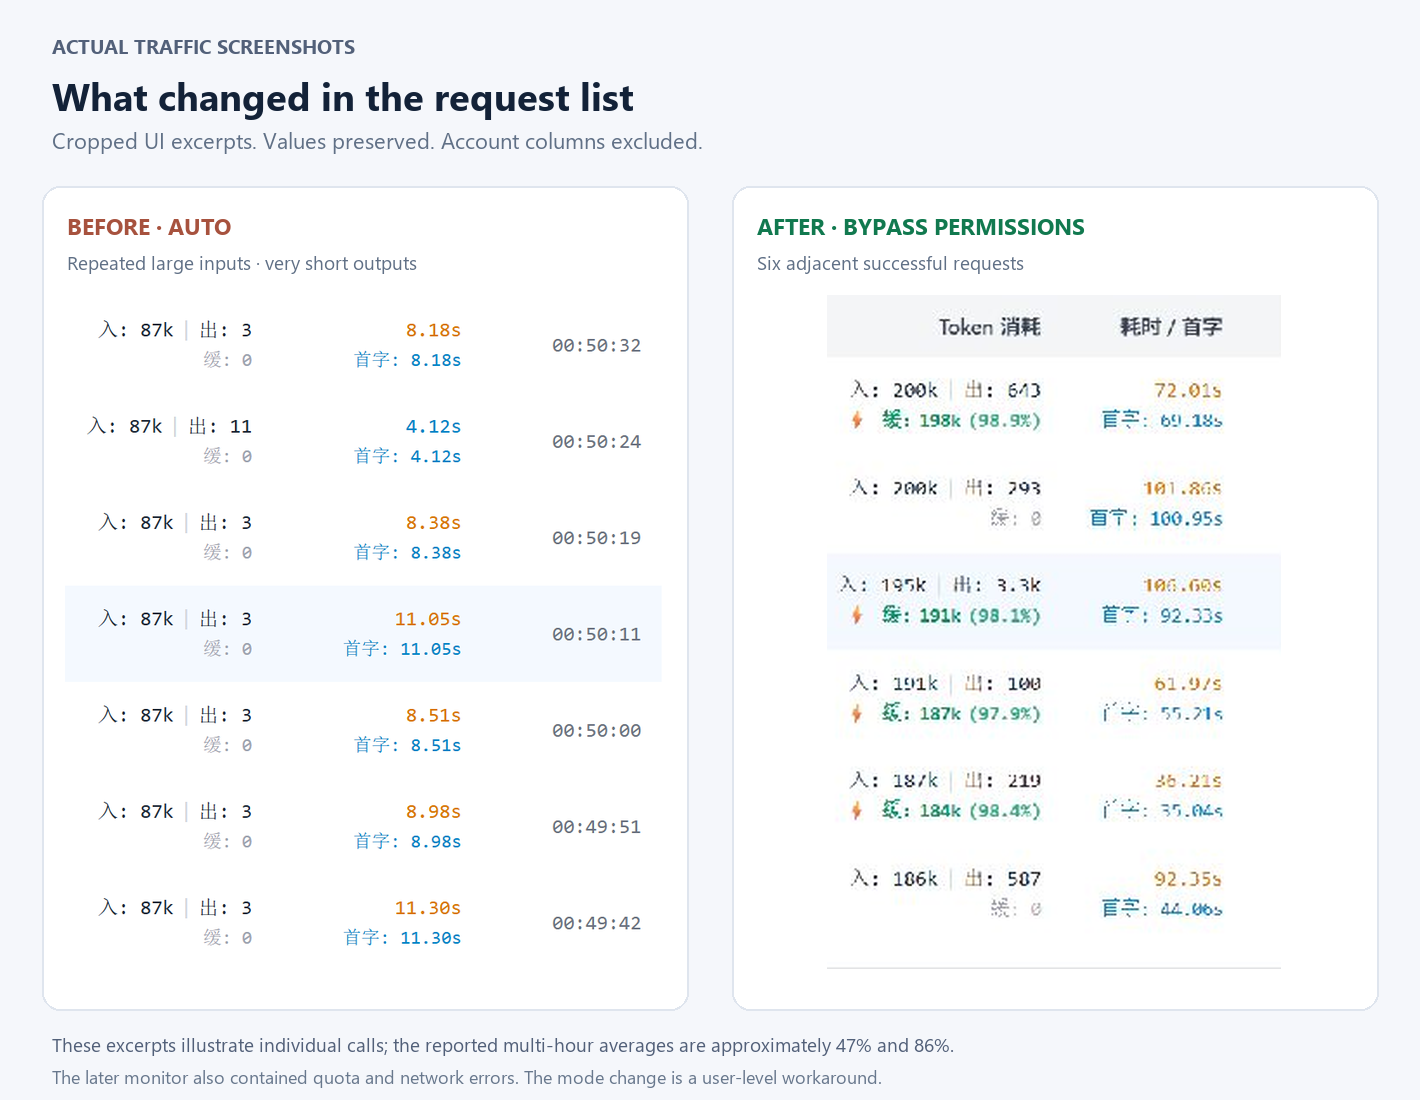 ACTUAL TRAFFIC SCREENSHOTS
What changed in the request list
Cropped UI excerpts. Values preserved. Account columns excluded.
BEFORE · AUTO
Repeated large inputs · very short outputs
入: 87k | 出: 3 8.18s
缓: 0 首字: 8.18s 00:50:32
入: 87k | 出: 11 4.12s
缓: 0 首字: 4.12s 00:50:24
入: 87k | 出: 3 8.38s
缓: 0 首字: 8.38s 00:50:19
入: 87k | 出: 3 11.05s
缓: 0 首字: 11.05s 00:50:11
入: 87k | 出: 3 8.51s
缓: 0 首字: 8.51s 00:50:00
入: 87k | 出: 3 8.98s
缓: 0 首字: 8.98s 00:49:51
入: 87k | 出: 3 11.30s
缓: 0 首字: 11.30s 00:49:42
AFTER · BYPASS PERMISSIONS
Six adjacent successful requests
Token 消耗 耗时 / 首字
入: 200k | 出: 643 72.01s
缓: 198k (98.9%) 首字: 69.18s
入: 200k | 出: 293 101.86s
缓: 0 首字: 100.95s
入: 195k | 出: 3.3k 106.60s
缓: 191k (98.1%) 首字: 92.33s
入: 191k | 出: 100 61.97s
缓: 187k (97.9%) 首字: 55.21s
入: 187k | 出: 219 36.21s
缓: 184k (98.4%) 首字: 35.04s
入: 186k | 出: 587 92.35s
缓: 0 首字: 44.06s
These excerpts illustrate individual calls; the reported multi-hour averages are approximately 47% and 86%.
The later monitor also contained quota and network errors. The mode change is a user-level workaround.